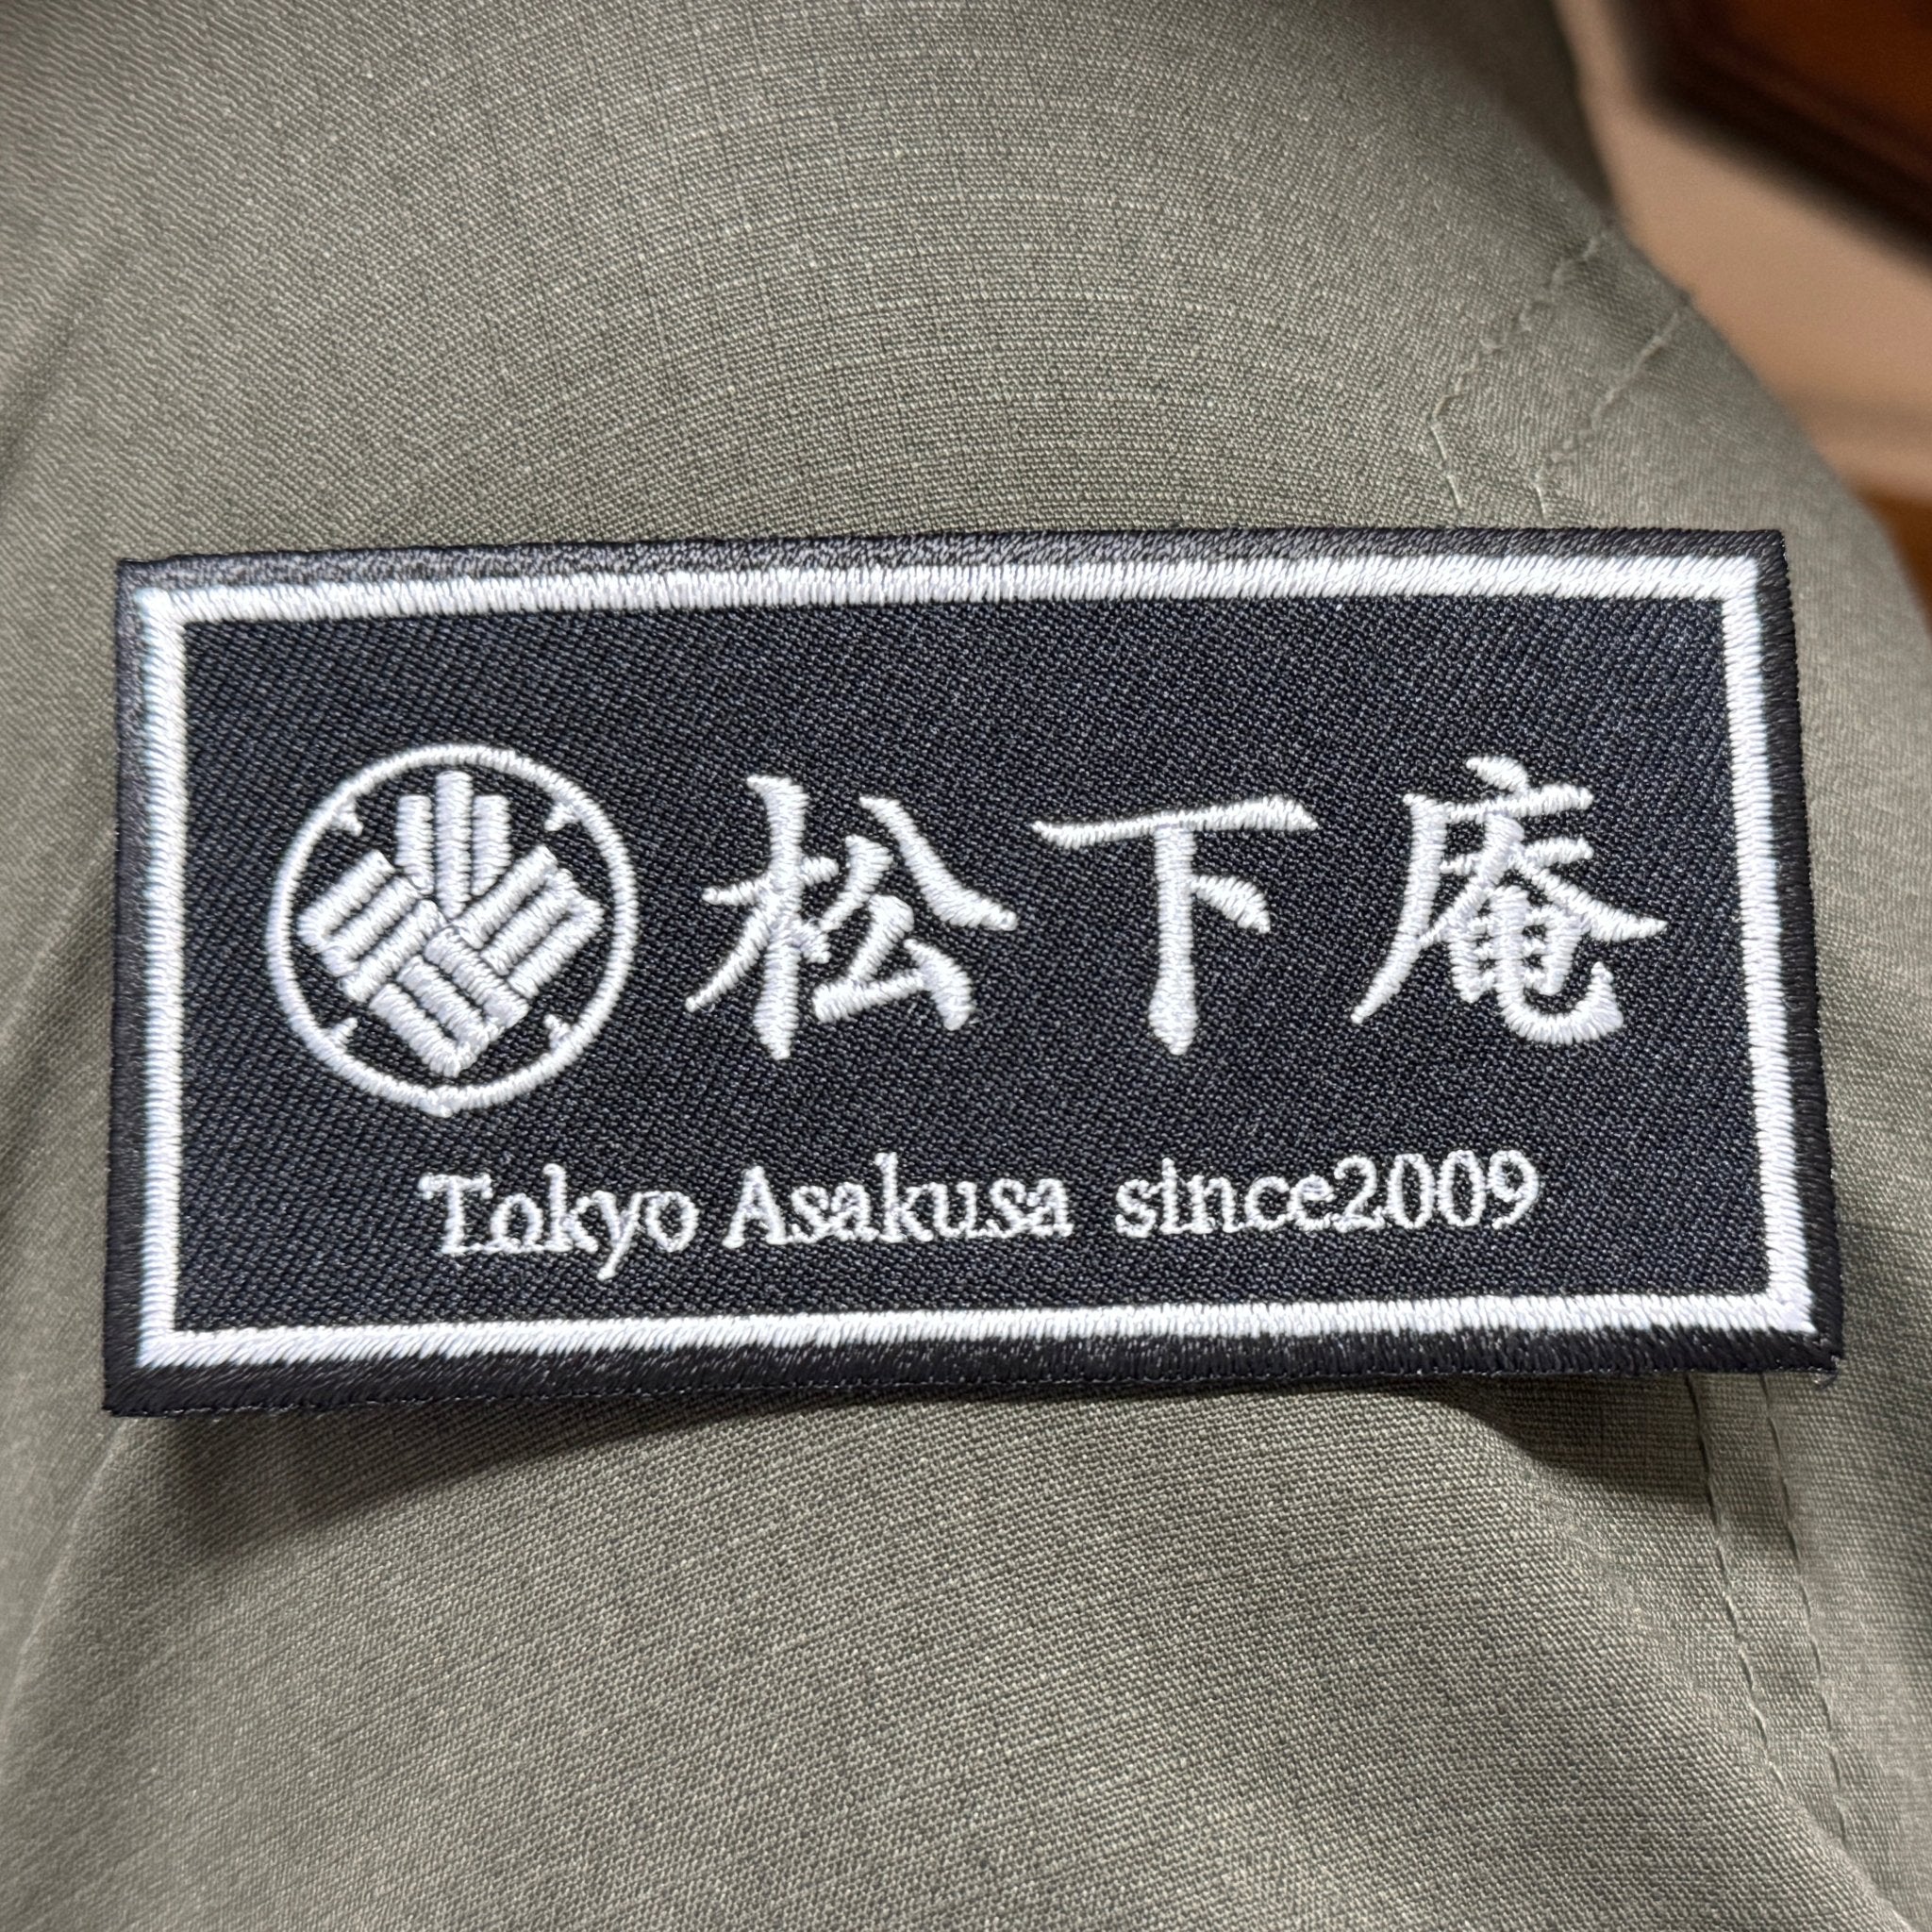 松下庵
Tokyo Asakusa since2009